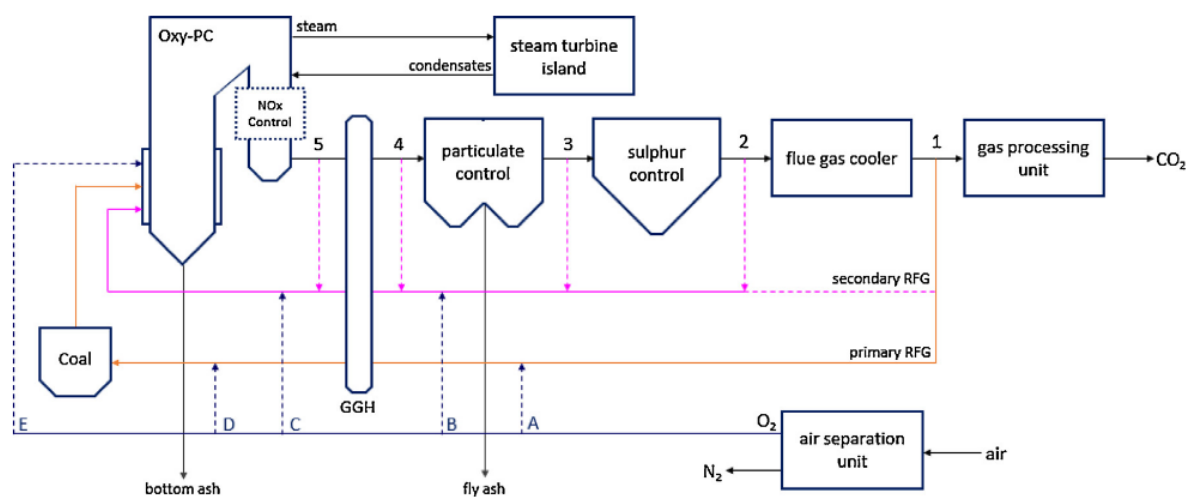 Oxy-PC
steam
condensates
steam turbine
island
NOx
Control
5
4
particulate
control
3
sulphur
control
2
flue gas cooler
1
gas processing
unit
CO₂
secondary RFG
Coal
primary RFG
GGH
E
D
C
B
A
O₂
air separation
unit
air
N₂
bottom ash
fly ash